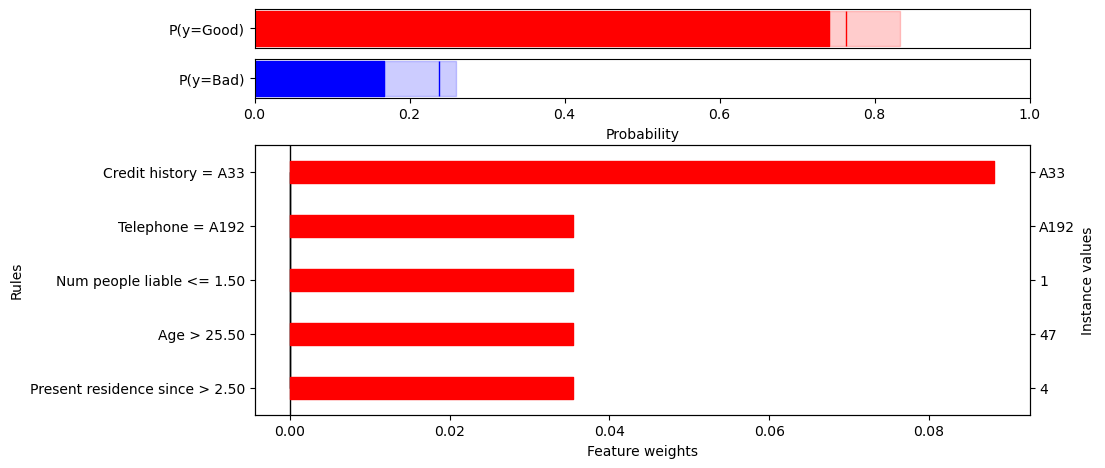 P(y=Good)
P(y=Bad)
0.0 0.2 0.4 0.6 0.8 1.0
Probability
Credit history = A33 A33
Telephone = A192 A192
Num people liable <= 1.50 1
Age > 25.50 47
Present residence since > 2.50 4
Rules
Instance values
0.00 0.02 0.04 0.06 0.08
Feature weights